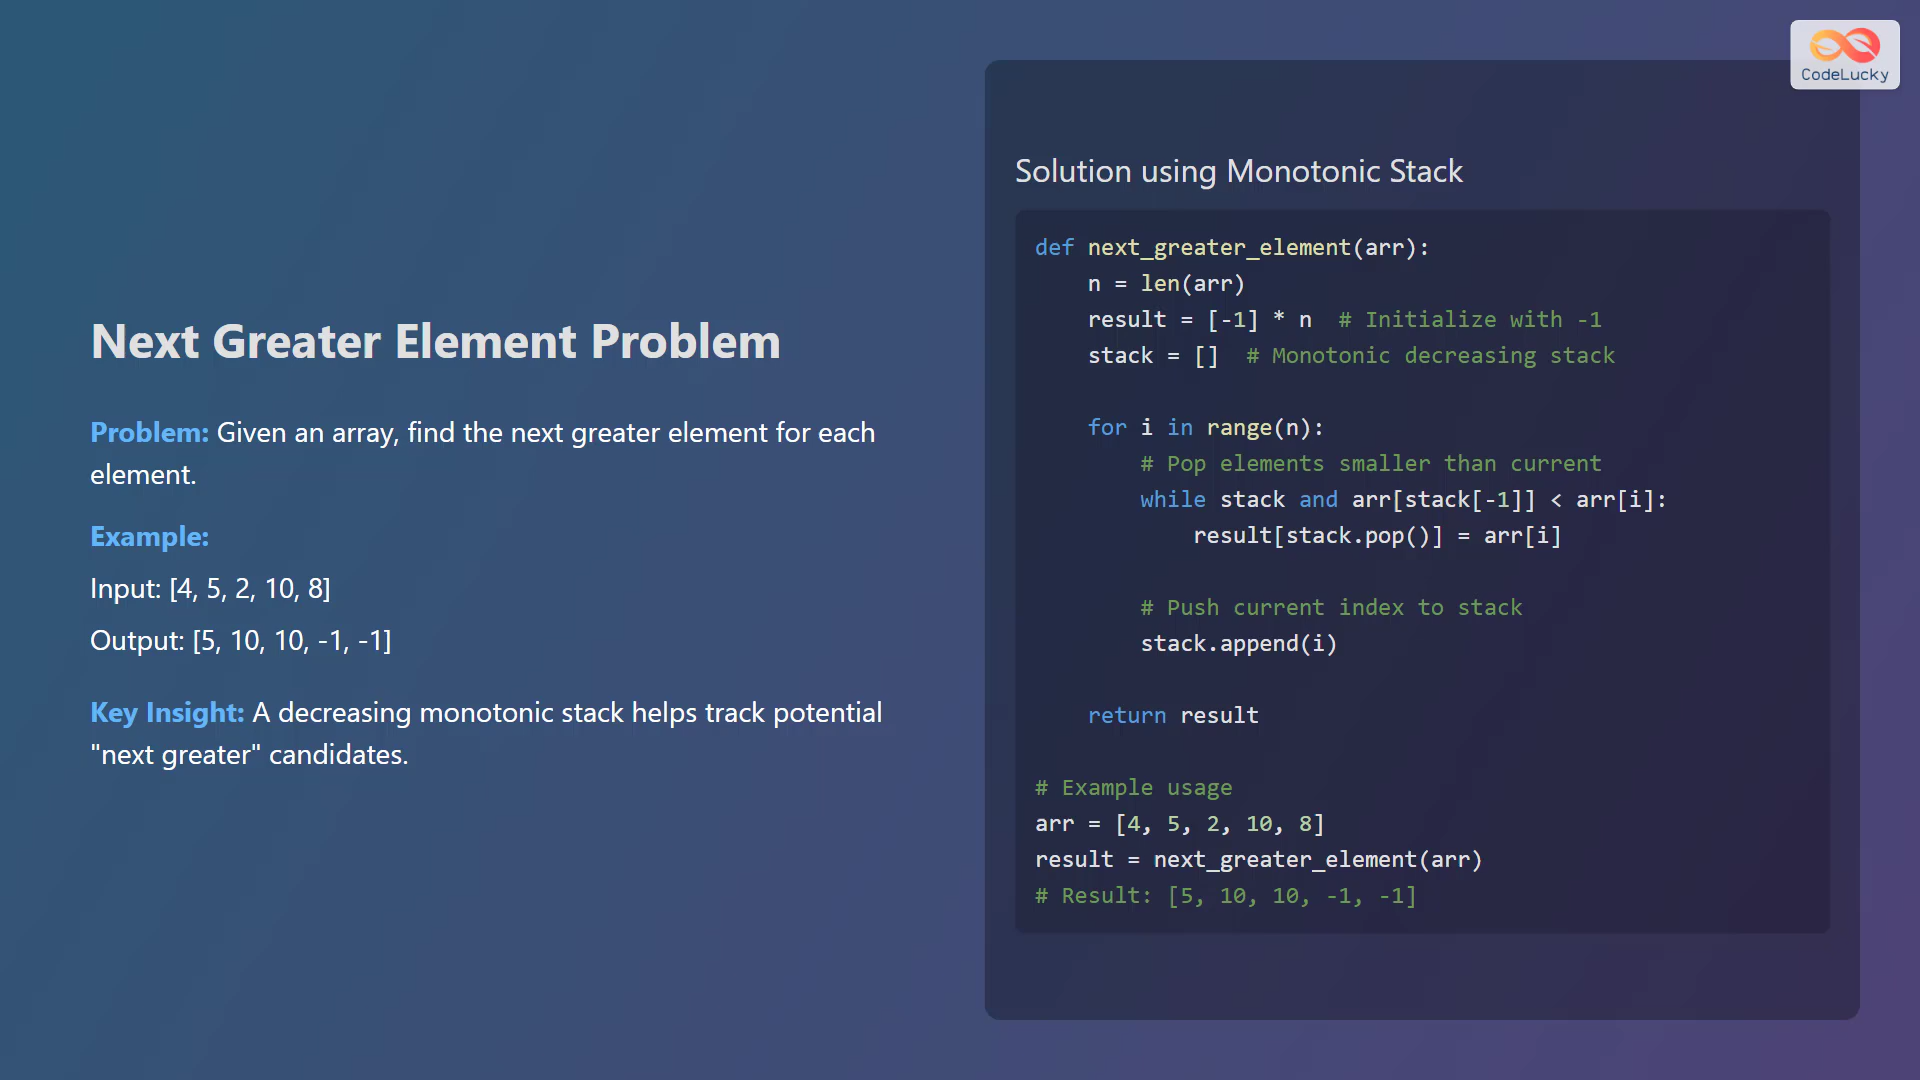 CodeLucky
Next Greater Element Problem
Problem: Given an array, find the next greater element for each
element.
Example:
Input: [4, 5, 2, 10, 8]
Output: [5, 10, 10, -1, -1]
Key Insight: A decreasing monotonic stack helps track potential
"next greater" candidates.
Solution using Monotonic Stack
def next_greater_element(arr):
    n = len(arr)
    result = [-1] * n  # Initialize with -1
    stack = []  # Monotonic decreasing stack
    for i in range(n):
        # Pop elements smaller than current
        while stack and arr[stack[-1]] < arr[i]:
            result[stack.pop()] = arr[i]
        # Push current index to stack
        stack.append(i)
    return result
# Example usage
arr = [4, 5, 2, 10, 8]
result = next_greater_element(arr)
# Result: [5, 10, 10, -1, -1]